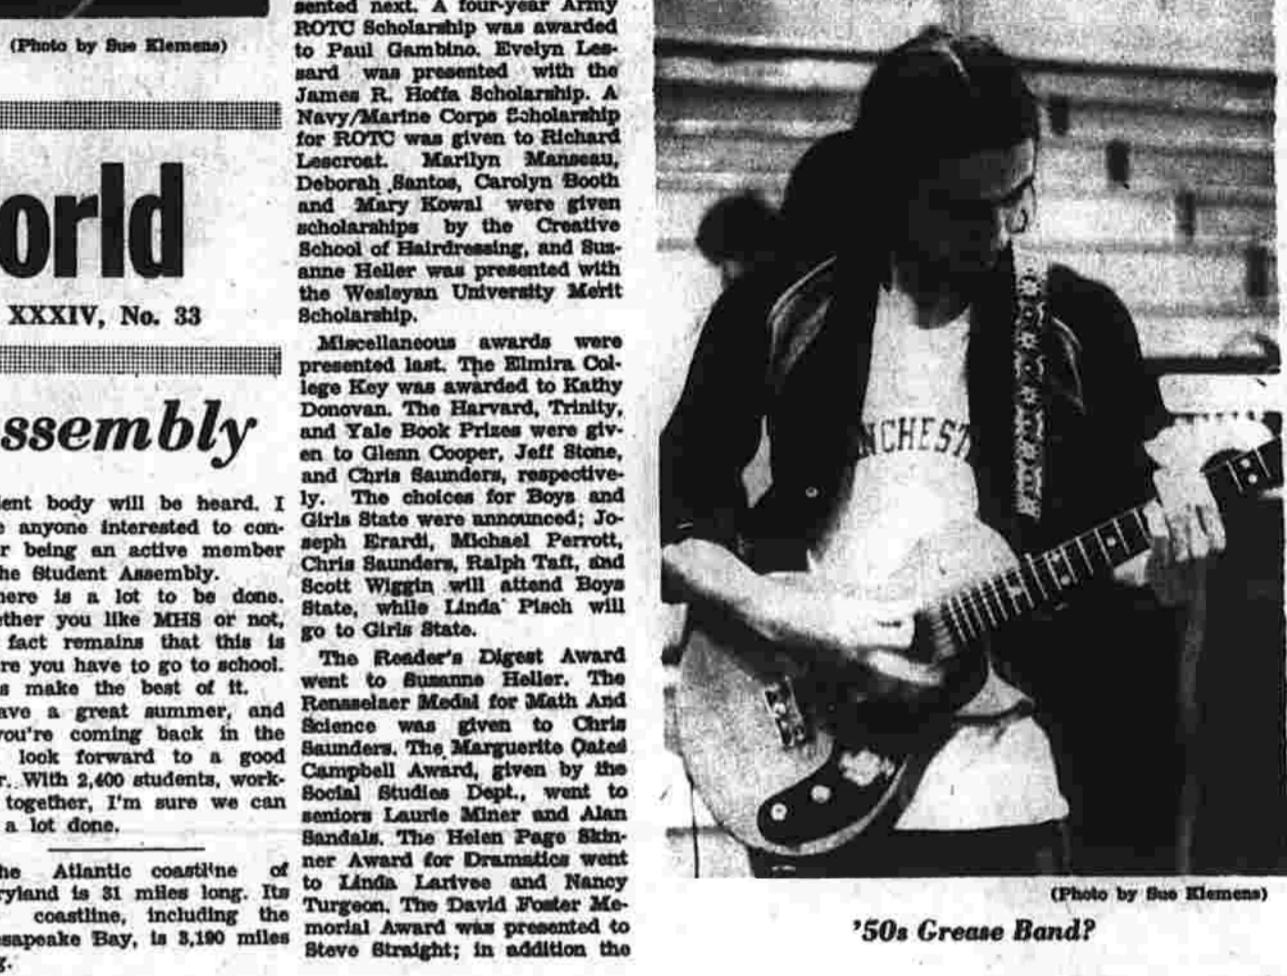 (Photo by Sue Klemens)
orld
XXXIV, No. 33
ssembly
ent body will be heard. I
e anyone interested to con-
r being an active member
he Student Assembly.
here is a lot to be done.
ether you like MHS or not,
fact remains that this is
re you have to go to school.
s make the best of it.
ave a great summer, and
you're coming back in the
look forward to a good
r. With 2,400 students, work-
together, I'm sure we can
a lot done.
he Atlantic coastline of
ryland is 31 miles long. Its
coastline, including the
sapeake Bay, is 3,190 miles
g.
sented next. A four-year Army
ROTC Scholarship was awarded
to Paul Gambino. Evelyn Les-
sard was presented with the
James R. Hoffa Scholarship. A
Navy/Marine Corps Scholarship
for ROTC was given to Richard
Lescroat. Marilyn Manseau,
Deborah Santos, Carolyn Booth
and Mary Kowal were given
scholarships by the Creative
School of Hairdressing, and Sus-
anne Heller was presented with
the Wesleyan University Merit
Scholarship.
Miscellaneous awards were
presented last. The Elmira Col-
lege Key was awarded to Kathy
Donovan. The Harvard, Trinity,
and Yale Book Prizes were giv-
en to Glenn Cooper, Jeff Stone,
and Chris Saunders, respective-
ly. The choices for Boys and
Girls State were announced; Jo-
seph Erardi, Michael Perrott,
Chris Saunders, Ralph Taft, and
Scott Wiggin will attend Boys
State, while Linda Pisch will
go to Girls State.
The Reader's Digest Award
went to Susanne Heller. The
Rensselaer Medal for Math And
Science was given to Chris
Saunders. The Marguerite Oates
Campbell Award, given by the
Social Studies Dept., went to
seniors Laurie Miner and Alan
Sandals. The Helen Page Skin-
ner Award for Dramatics went
to Linda Larivee and Nancy
Turgeon. The David Foster Me-
morial Award was presented to
Steve Straight; in addition the
NCHEST
(Photo by Sue Klemens)
'50s Grease Band?